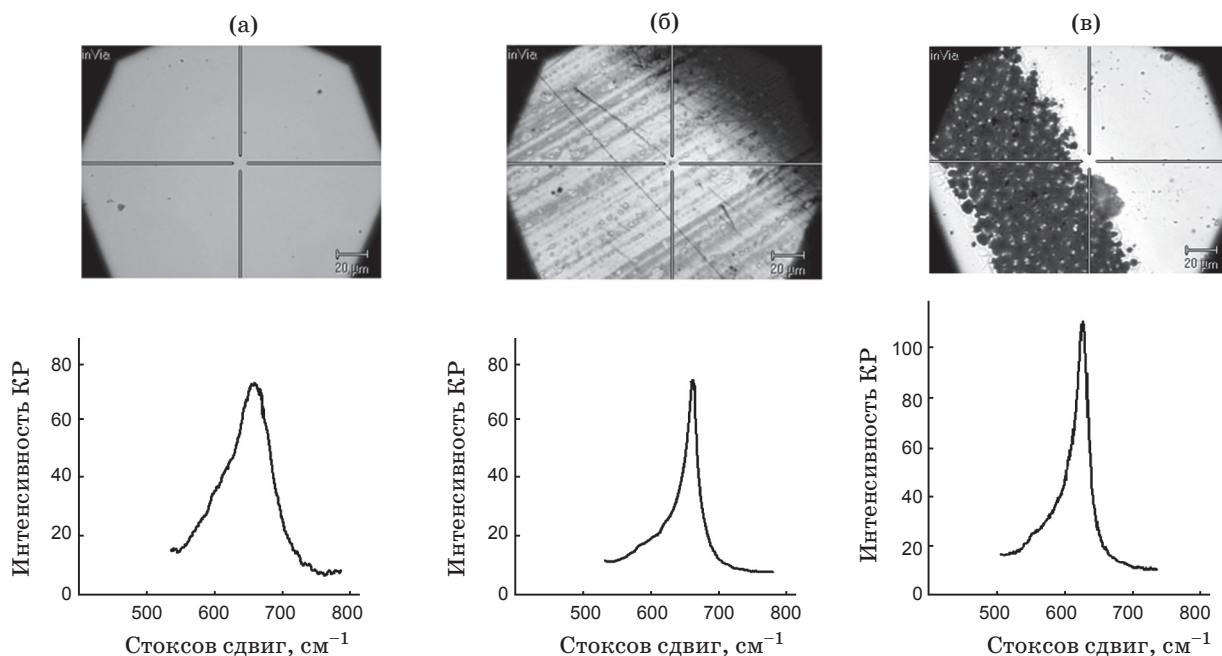 (а)
(б)
(в)
inVia
20 µm
inVia
20 µm
inVia
20 µm
Интенсивность КР
80
60
40
20
0
500
600
700
800
Стоксов сдвиг, см⁻¹
Интенсивность КР
80
60
40
20
0
500
600
700
800
Стоксов сдвиг, см⁻¹
Интенсивность КР
100
80
60
40
20
0
500
600
700
800
Стоксов сдвиг, см⁻¹